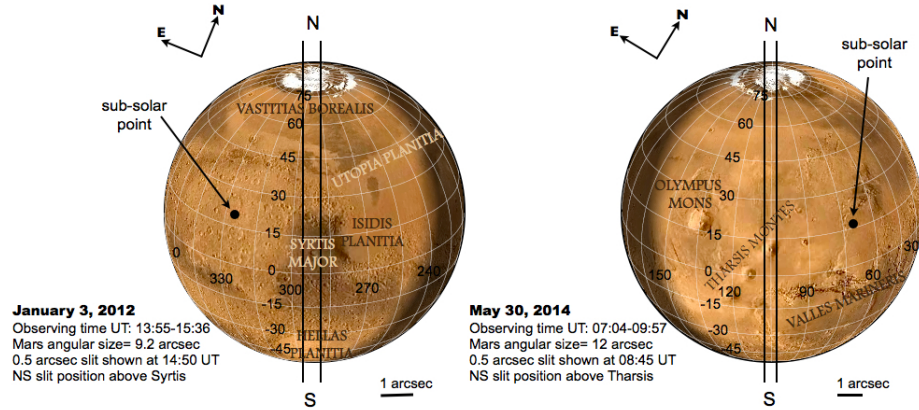 N
E
N
sub-solar
point
VASTITIAS BOREALIS
75
60
45
UTOPIA PLANITIA
30
15
ISIDIS
PLANITIA
SYRTIS
MAJOR
0
330
0
300
270
240
-15
-30
-45
HELLAS
PLANITIA
S
January 3, 2012
Observing time UT: 13:55-15:36
Mars angular size= 9.2 arcsec
0.5 arcsec slit shown at 14:50 UT
NS slit position above Syrtis
1 arcsec
N
E
N
sub-solar
point
75
60
45
30
OLYMPUS
MONS
15
THARSIS MONTES
0
150
120
90
60
30
VALLES MARINERIS
-15
-30
-45
S
May 30, 2014
Observing time UT: 07:04-09:57
Mars angular size= 12 arcsec
0.5 arcsec slit shown at 08:45 UT
NS slit position above Tharsis
1 arcsec